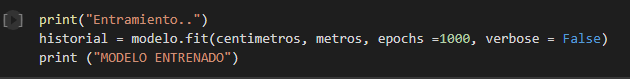 print("Entramiento..")
historial = modelo.fit(centimetros, metros, epochs =1000, verbose = False)
print ("MODELO ENTRENADO")